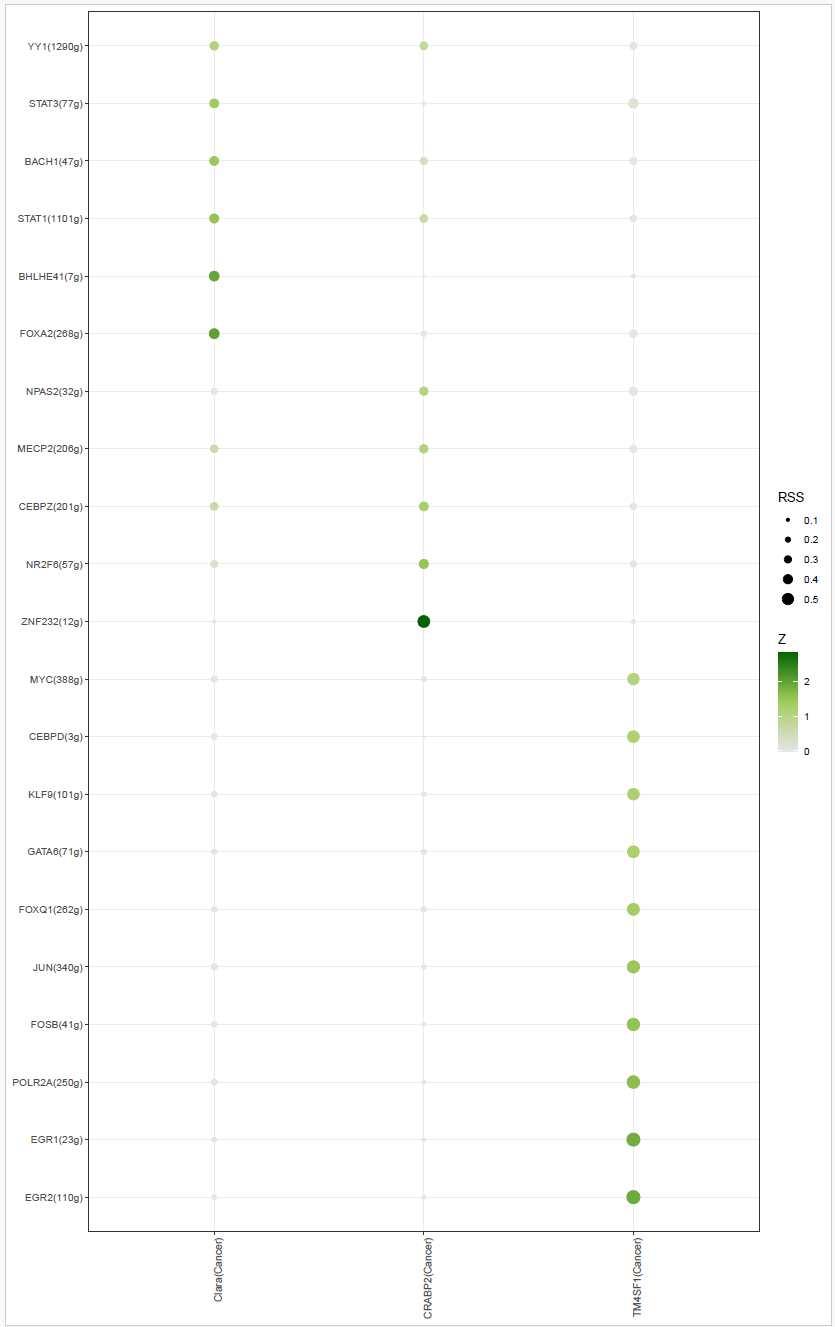 YY1(1290g)
STAT3(77g)
BACH1(47g)
STAT1(1101g)
BHLHE41(7g)
FOXA2(268g)
NPAS2(32g)
MECP2(206g)
CEBPZ(201g)
NR2F6(57g)
ZNF232(12g)
MYC(388g)
CEBPD(3g)
KLF9(101g)
GATA6(71g)
FOXQ1(262g)
JUN(340g)
FOSB(41g)
POLR2A(250g)
EGR1(23g)
EGR2(110g)
Clara(Cancer)
CRABP2(Cancer)
TM4SF1(Cancer)
RSS
0.1
0.2
0.3
0.4
0.5
Z
2
1
0